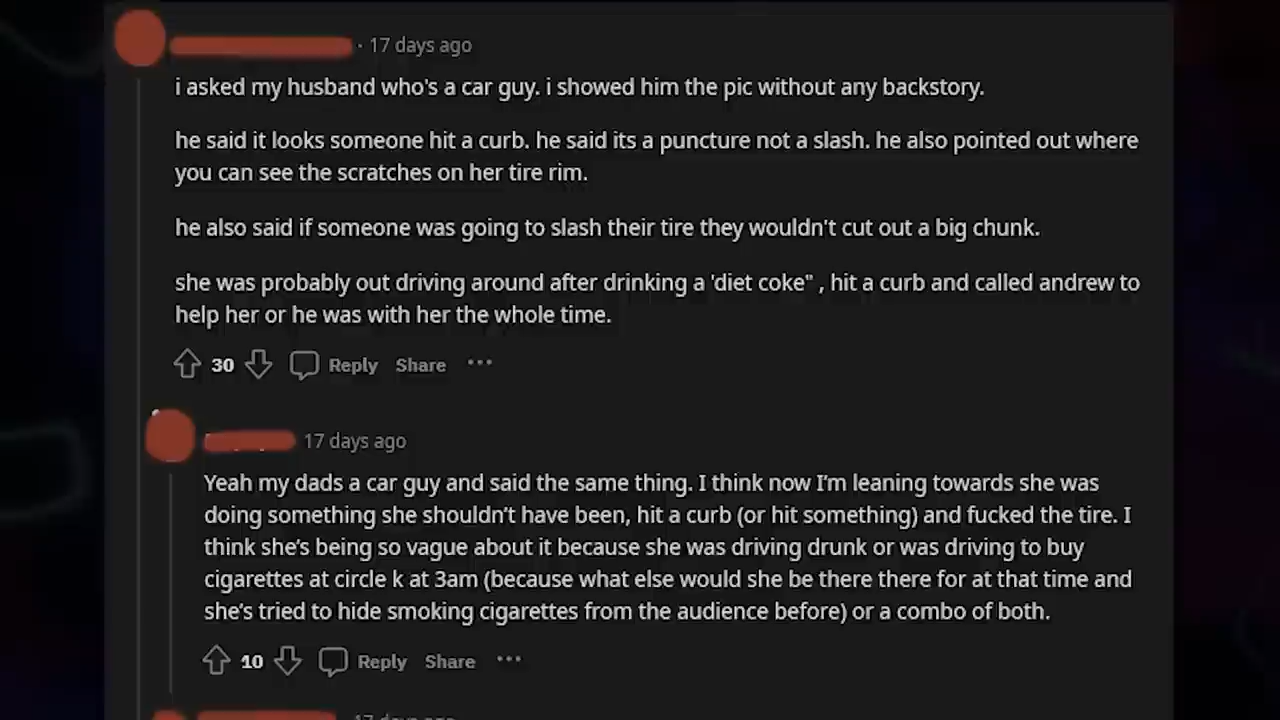 · 17 days ago
i asked my husband who's a car guy. i showed him the pic without any backstory.
he said it looks someone hit a curb. he said its a puncture not a slash. he also pointed out where
you can see the scratches on her tire rim.
he also said if someone was going to slash their tire they wouldn't cut out a big chunk.
she was probably out driving around after drinking a 'diet coke" , hit a curb and called andrew to
help her or he was with her the whole time.
30 Reply Share ···
17 days ago
Yeah my dads a car guy and said the same thing. I think now I'm leaning towards she was
doing something she shouldn't have been, hit a curb (or hit something) and fucked the tire. I
think she's being so vague about it because she was driving drunk or was driving to buy
cigarettes at circle k at 3am (because what else would she be there there for at that time and
she's tried to hide smoking cigarettes from the audience before) or a combo of both.
10 Reply Share ···
17 days ago